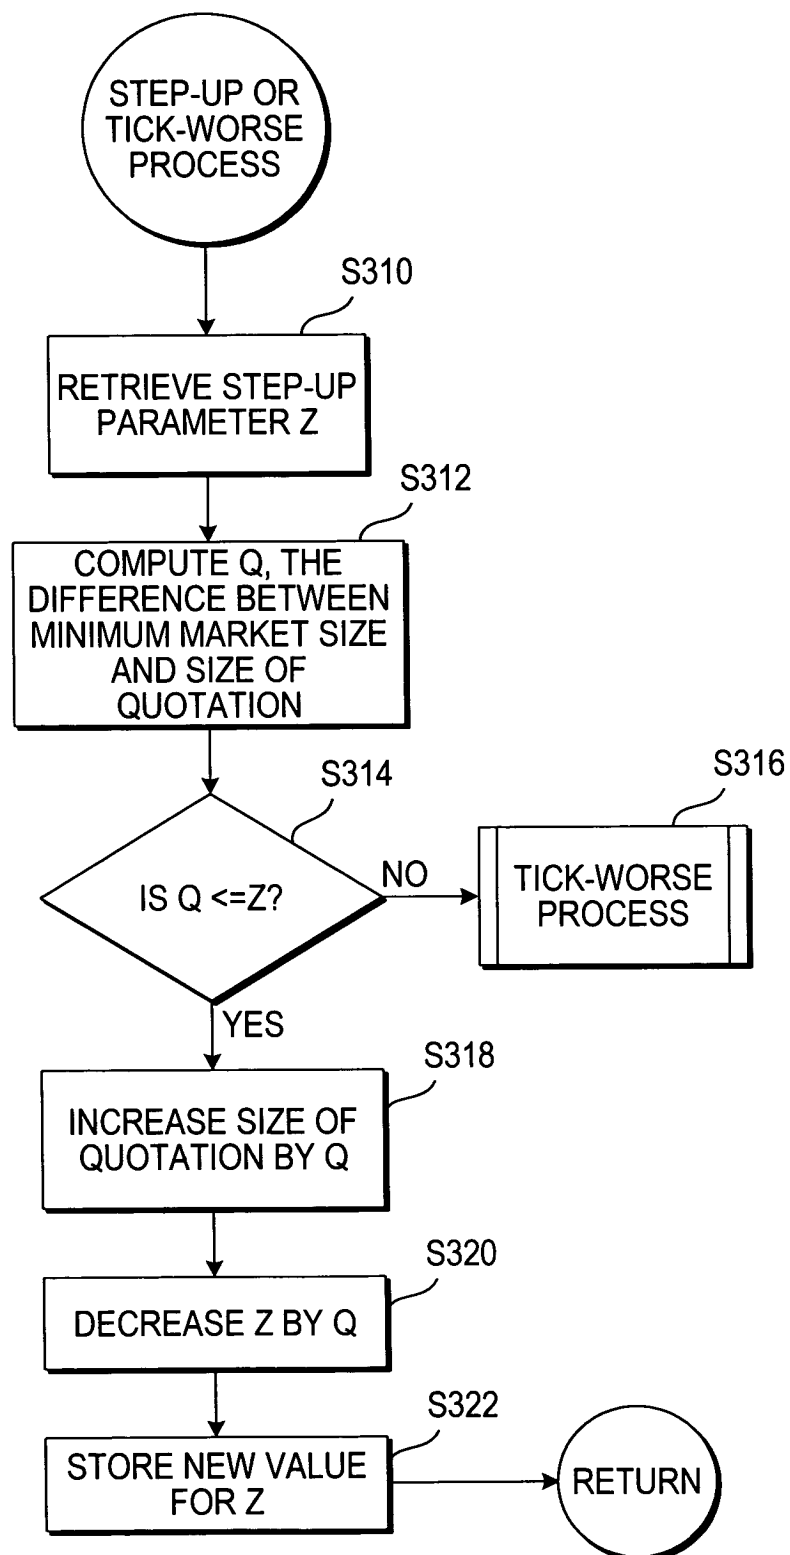 STEP-UP OR
TICK-WORSE
PROCESS
S310
RETRIEVE STEP-UP
PARAMETER Z
S312
COMPUTE Q, THE
DIFFERENCE BETWEEN
MINIMUM MARKET SIZE
AND SIZE OF
QUOTATION
S314
IS Q <=Z?
NO
S316
TICK-WORSE
PROCESS
YES
S318
INCREASE SIZE OF
QUOTATION BY Q
S320
DECREASE Z BY Q
S322
STORE NEW VALUE
FOR Z
RETURN